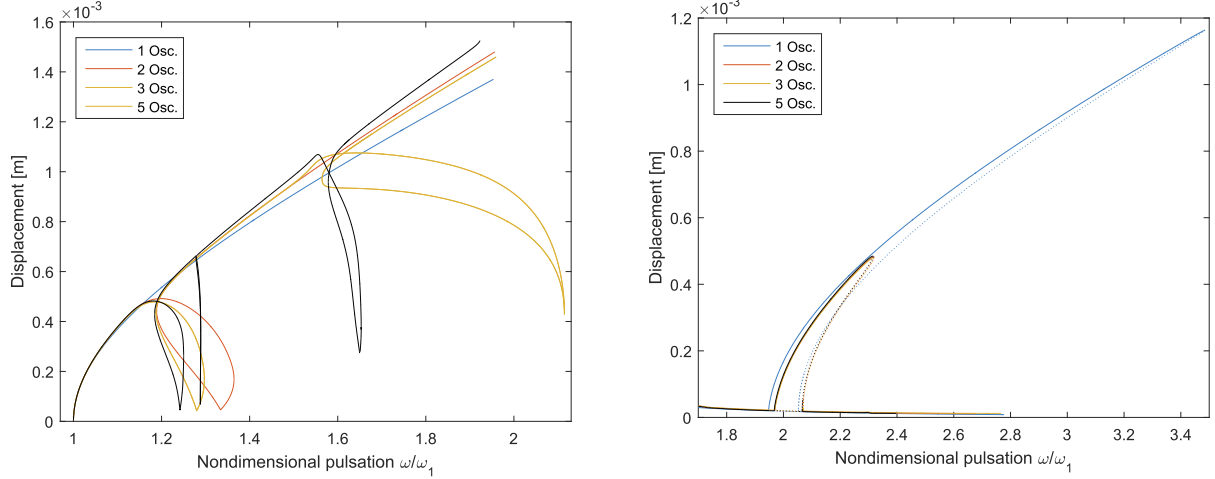 ×10⁻³
1.6
1.4
1.2
1
0.8
0.6
0.4
0.2
0
Displacement [m]
1 Osc.
2 Osc.
3 Osc.
5 Osc.
1
1.2
1.4
1.6
1.8
2
Nondimensional pulsation ω/ω₁
×10⁻³
1.2
1
0.8
0.6
0.4
0.2
0
Displacement [m]
1 Osc.
2 Osc.
3 Osc.
5 Osc.
1.8
2
2.2
2.4
2.6
2.8
3
3.2
3.4
Nondimensional pulsation ω/ω₁